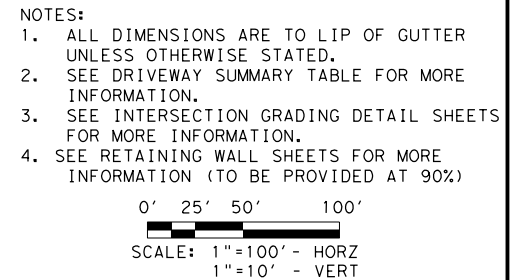 NOTES:
1. ALL DIMENSIONS ARE TO LIP OF GUTTER
UNLESS OTHERWISE STATED.
2. SEE DRIVEWAY SUMMARY TABLE FOR MORE
INFORMATION.
3. SEE INTERSECTION GRADING DETAIL SHEETS
FOR MORE INFORMATION.
4. SEE RETAINING WALL SHEETS FOR MORE
INFORMATION (TO BE PROVIDED AT 90%)
0' 25' 50' 100'
SCALE: 1"=100' - HORZ
1"=10' - VERT